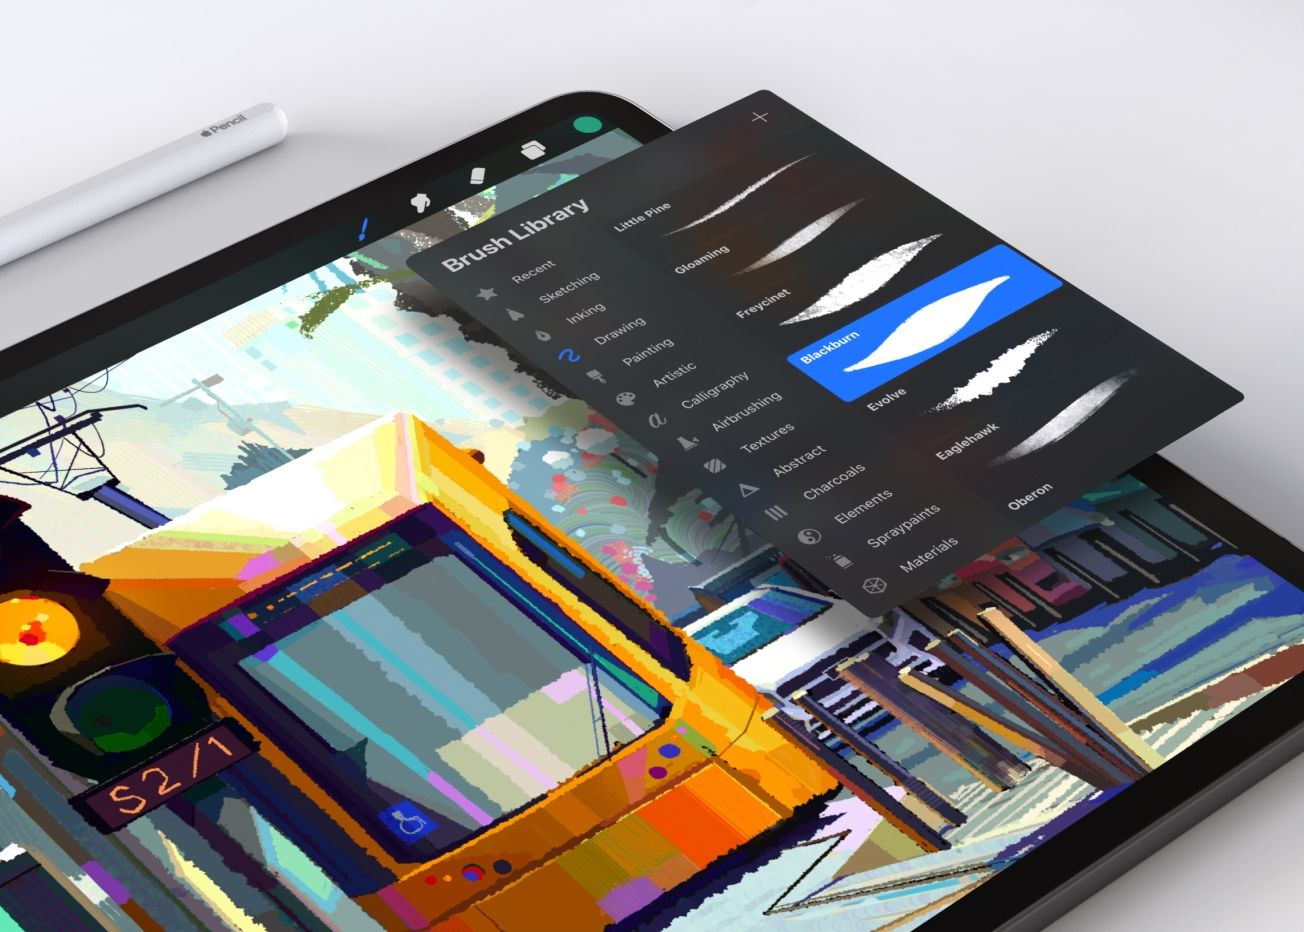 Pencil
Brush Library
Recent
Sketching
Inking
Drawing
Painting
Artistic
Calligraphy
Airbrushing
Textures
Abstract
Charcoals
Elements
Spraypaints
Materials
Little Pine
Gloaming
Freycinet
Blackburn
Evolve
Eaglehawk
Oberon
S2/1